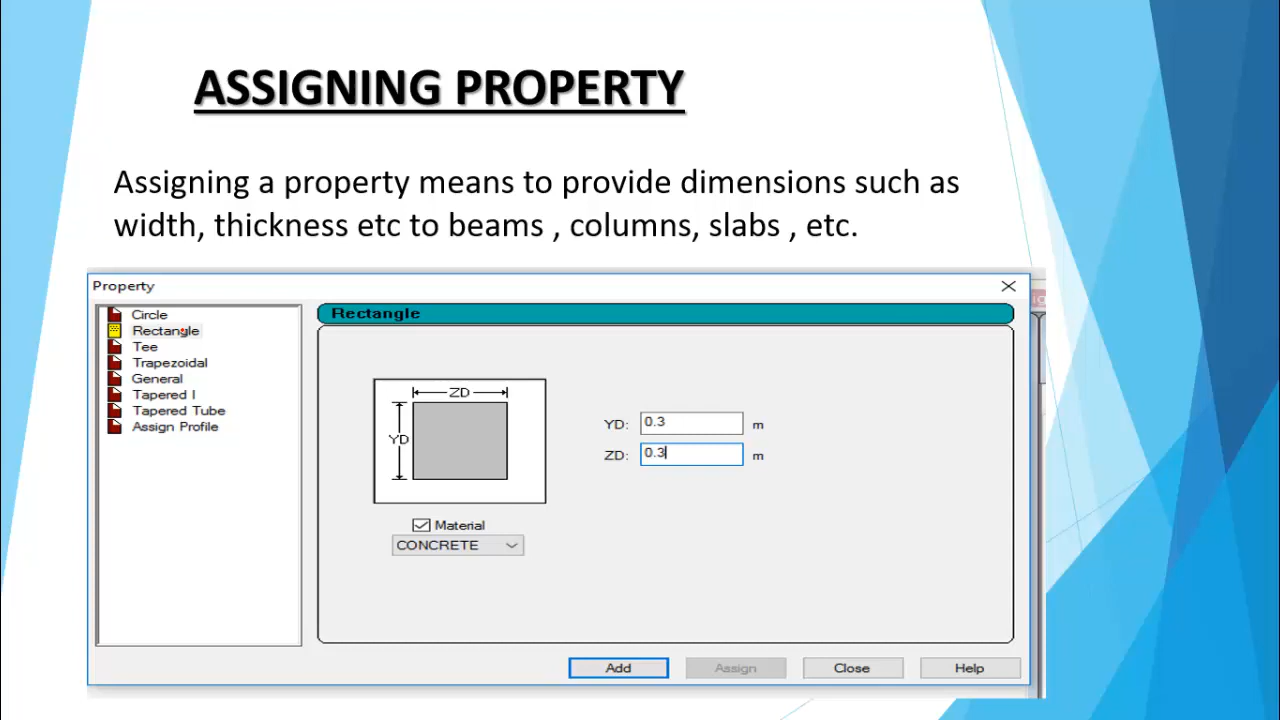 ASSIGNING PROPERTY
Assigning a property means to provide dimensions such as
width, thickness etc to beams , columns, slabs , etc.
Property
Circle
Rectangle
Tee
Trapezoidal
General
Tapered I
Tapered Tube
Assign Profile
Rectangle
ZD
YD
YD: 0.3 m
ZD: 0.3 m
Material
CONCRETE
Add Assign Close Help